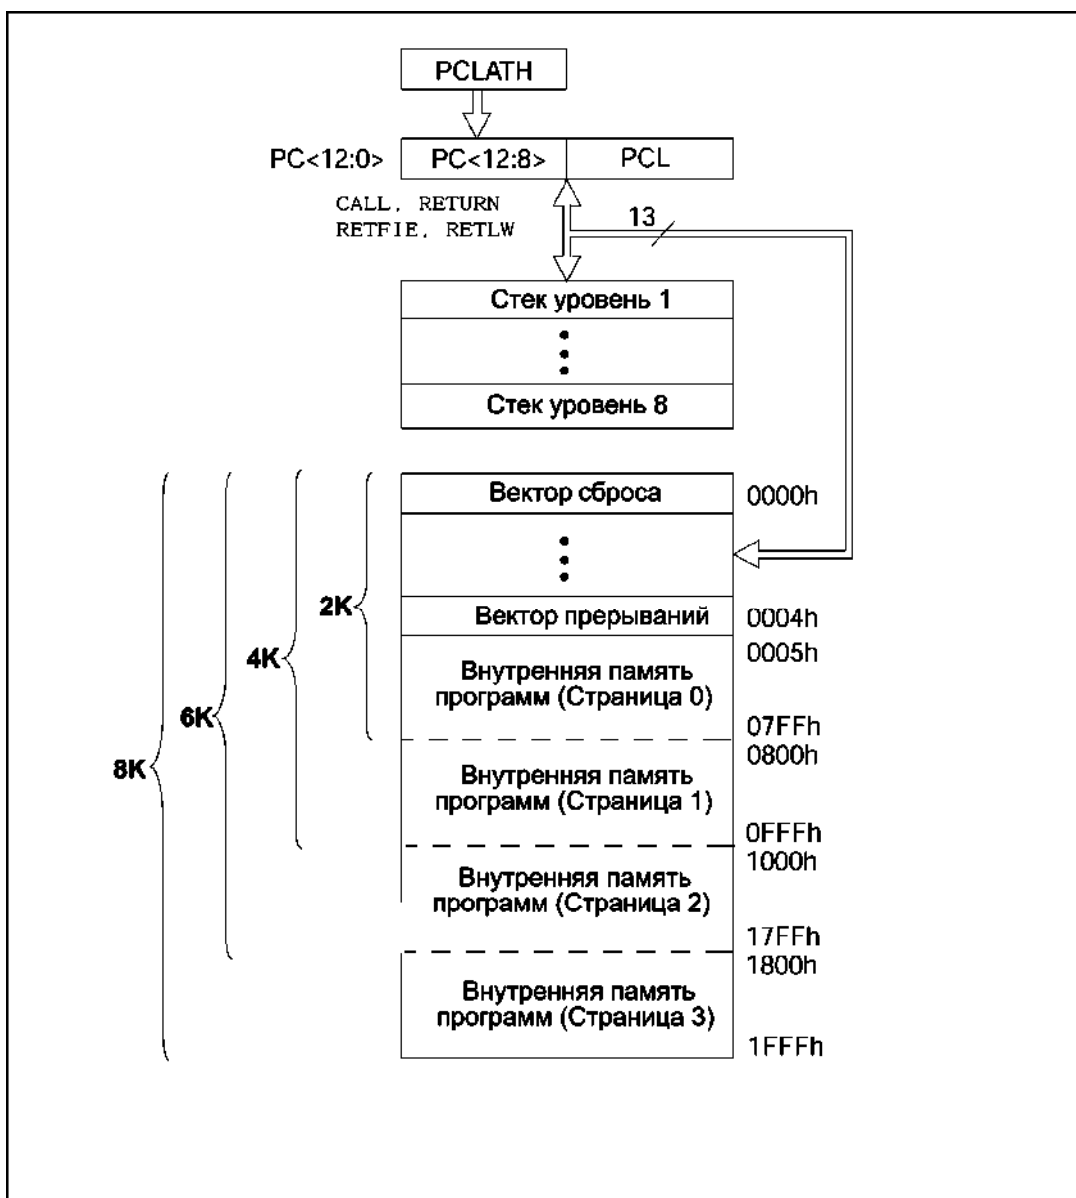 PCLATH
PC<12:0>
PC<12:8>
PCL
CALL, RETURN
RETFIE, RETLW
13
Стек уровень 1
Стек уровень 8
Вектор сброса
0000h
2K
Вектор прерываний
0004h
0005h
4K
Внутренняя память
программ (Страница 0)
6K
07FFh
0800h
8K
Внутренняя память
программ (Страница 1)
0FFFh
1000h
Внутренняя память
программ (Страница 2)
17FFh
1800h
Внутренняя память
программ (Страница 3)
1FFFh